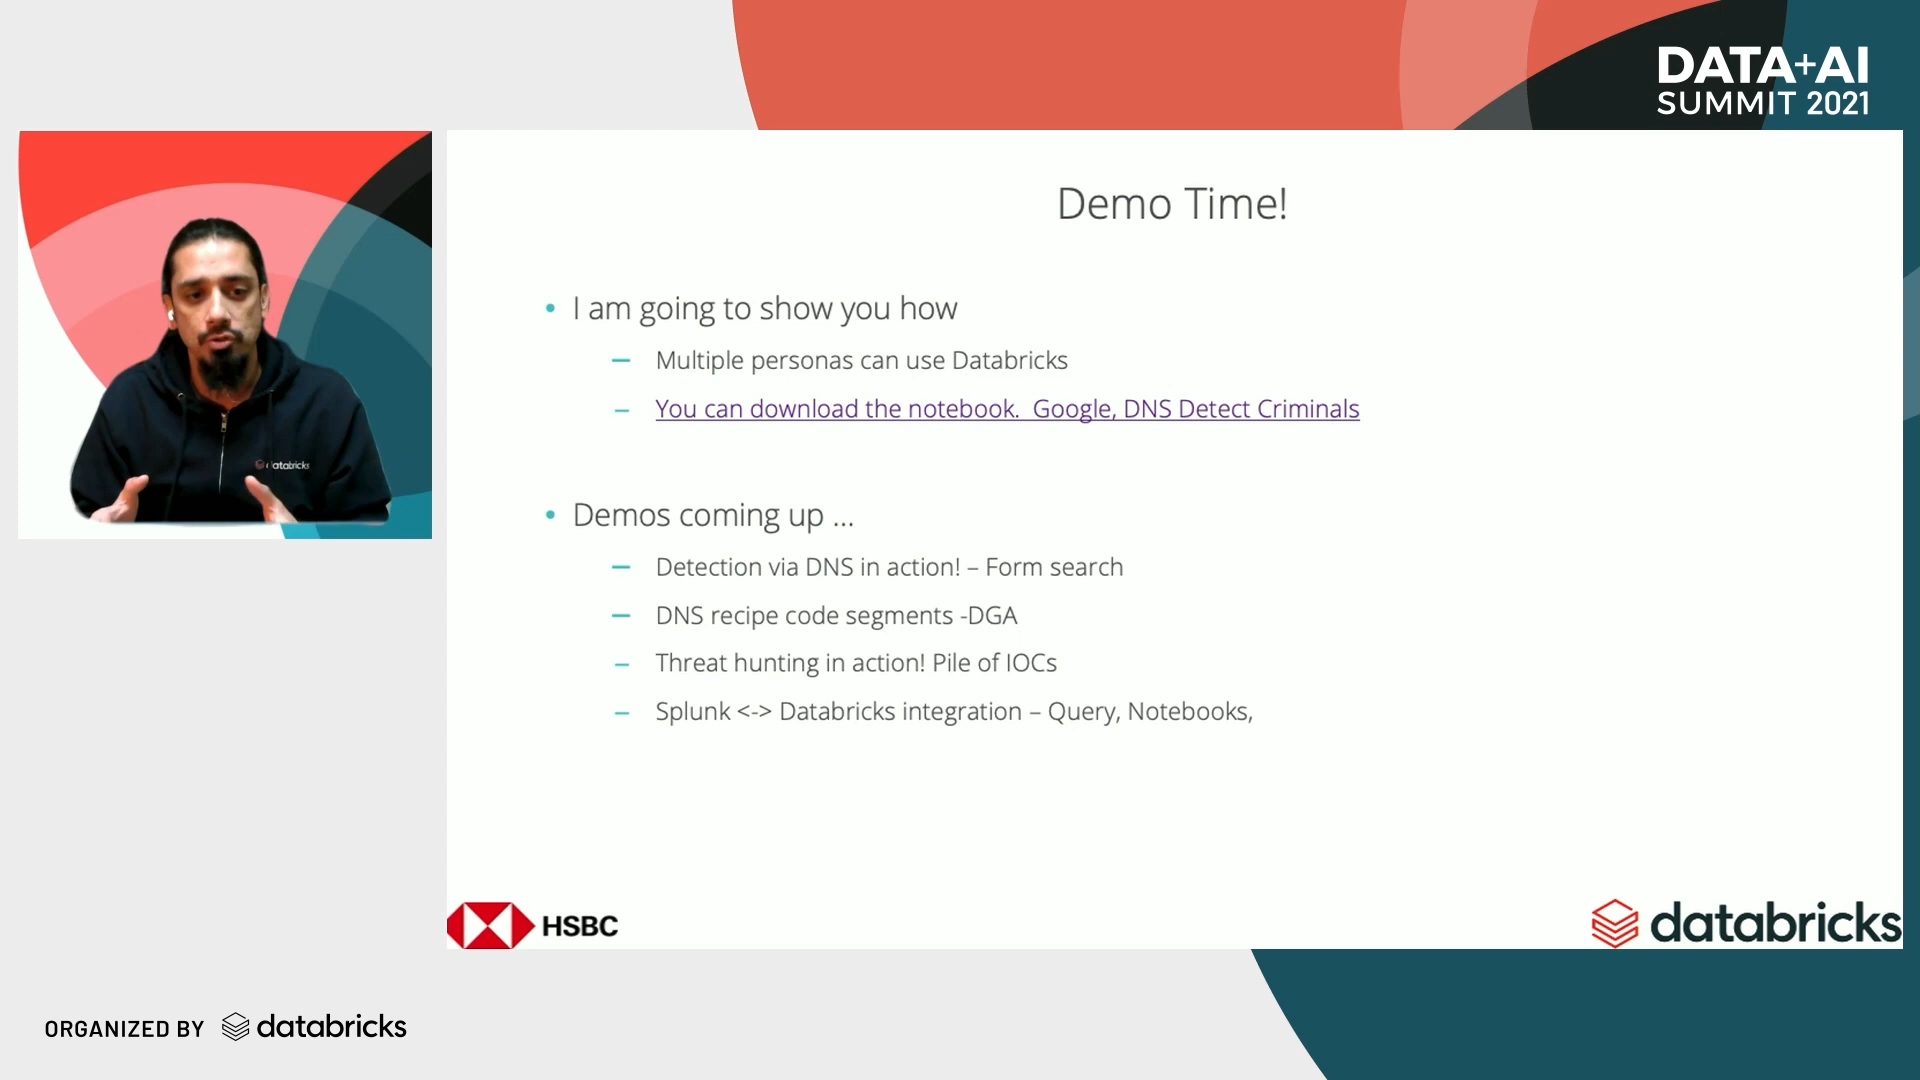 DATA+AI
SUMMIT 2021
Demo Time!
• I am going to show you how
– Multiple personas can use Databricks
– You can download the notebook.  Google, DNS Detect Criminals
• Demos coming up ...
– Detection via DNS in action! – Form search
– DNS recipe code segments -DGA
– Threat hunting in action! Pile of IOCs
– Splunk <-> Databricks integration – Query, Notebooks,
databricks
HSBC
databricks
ORGANIZED BY databricks